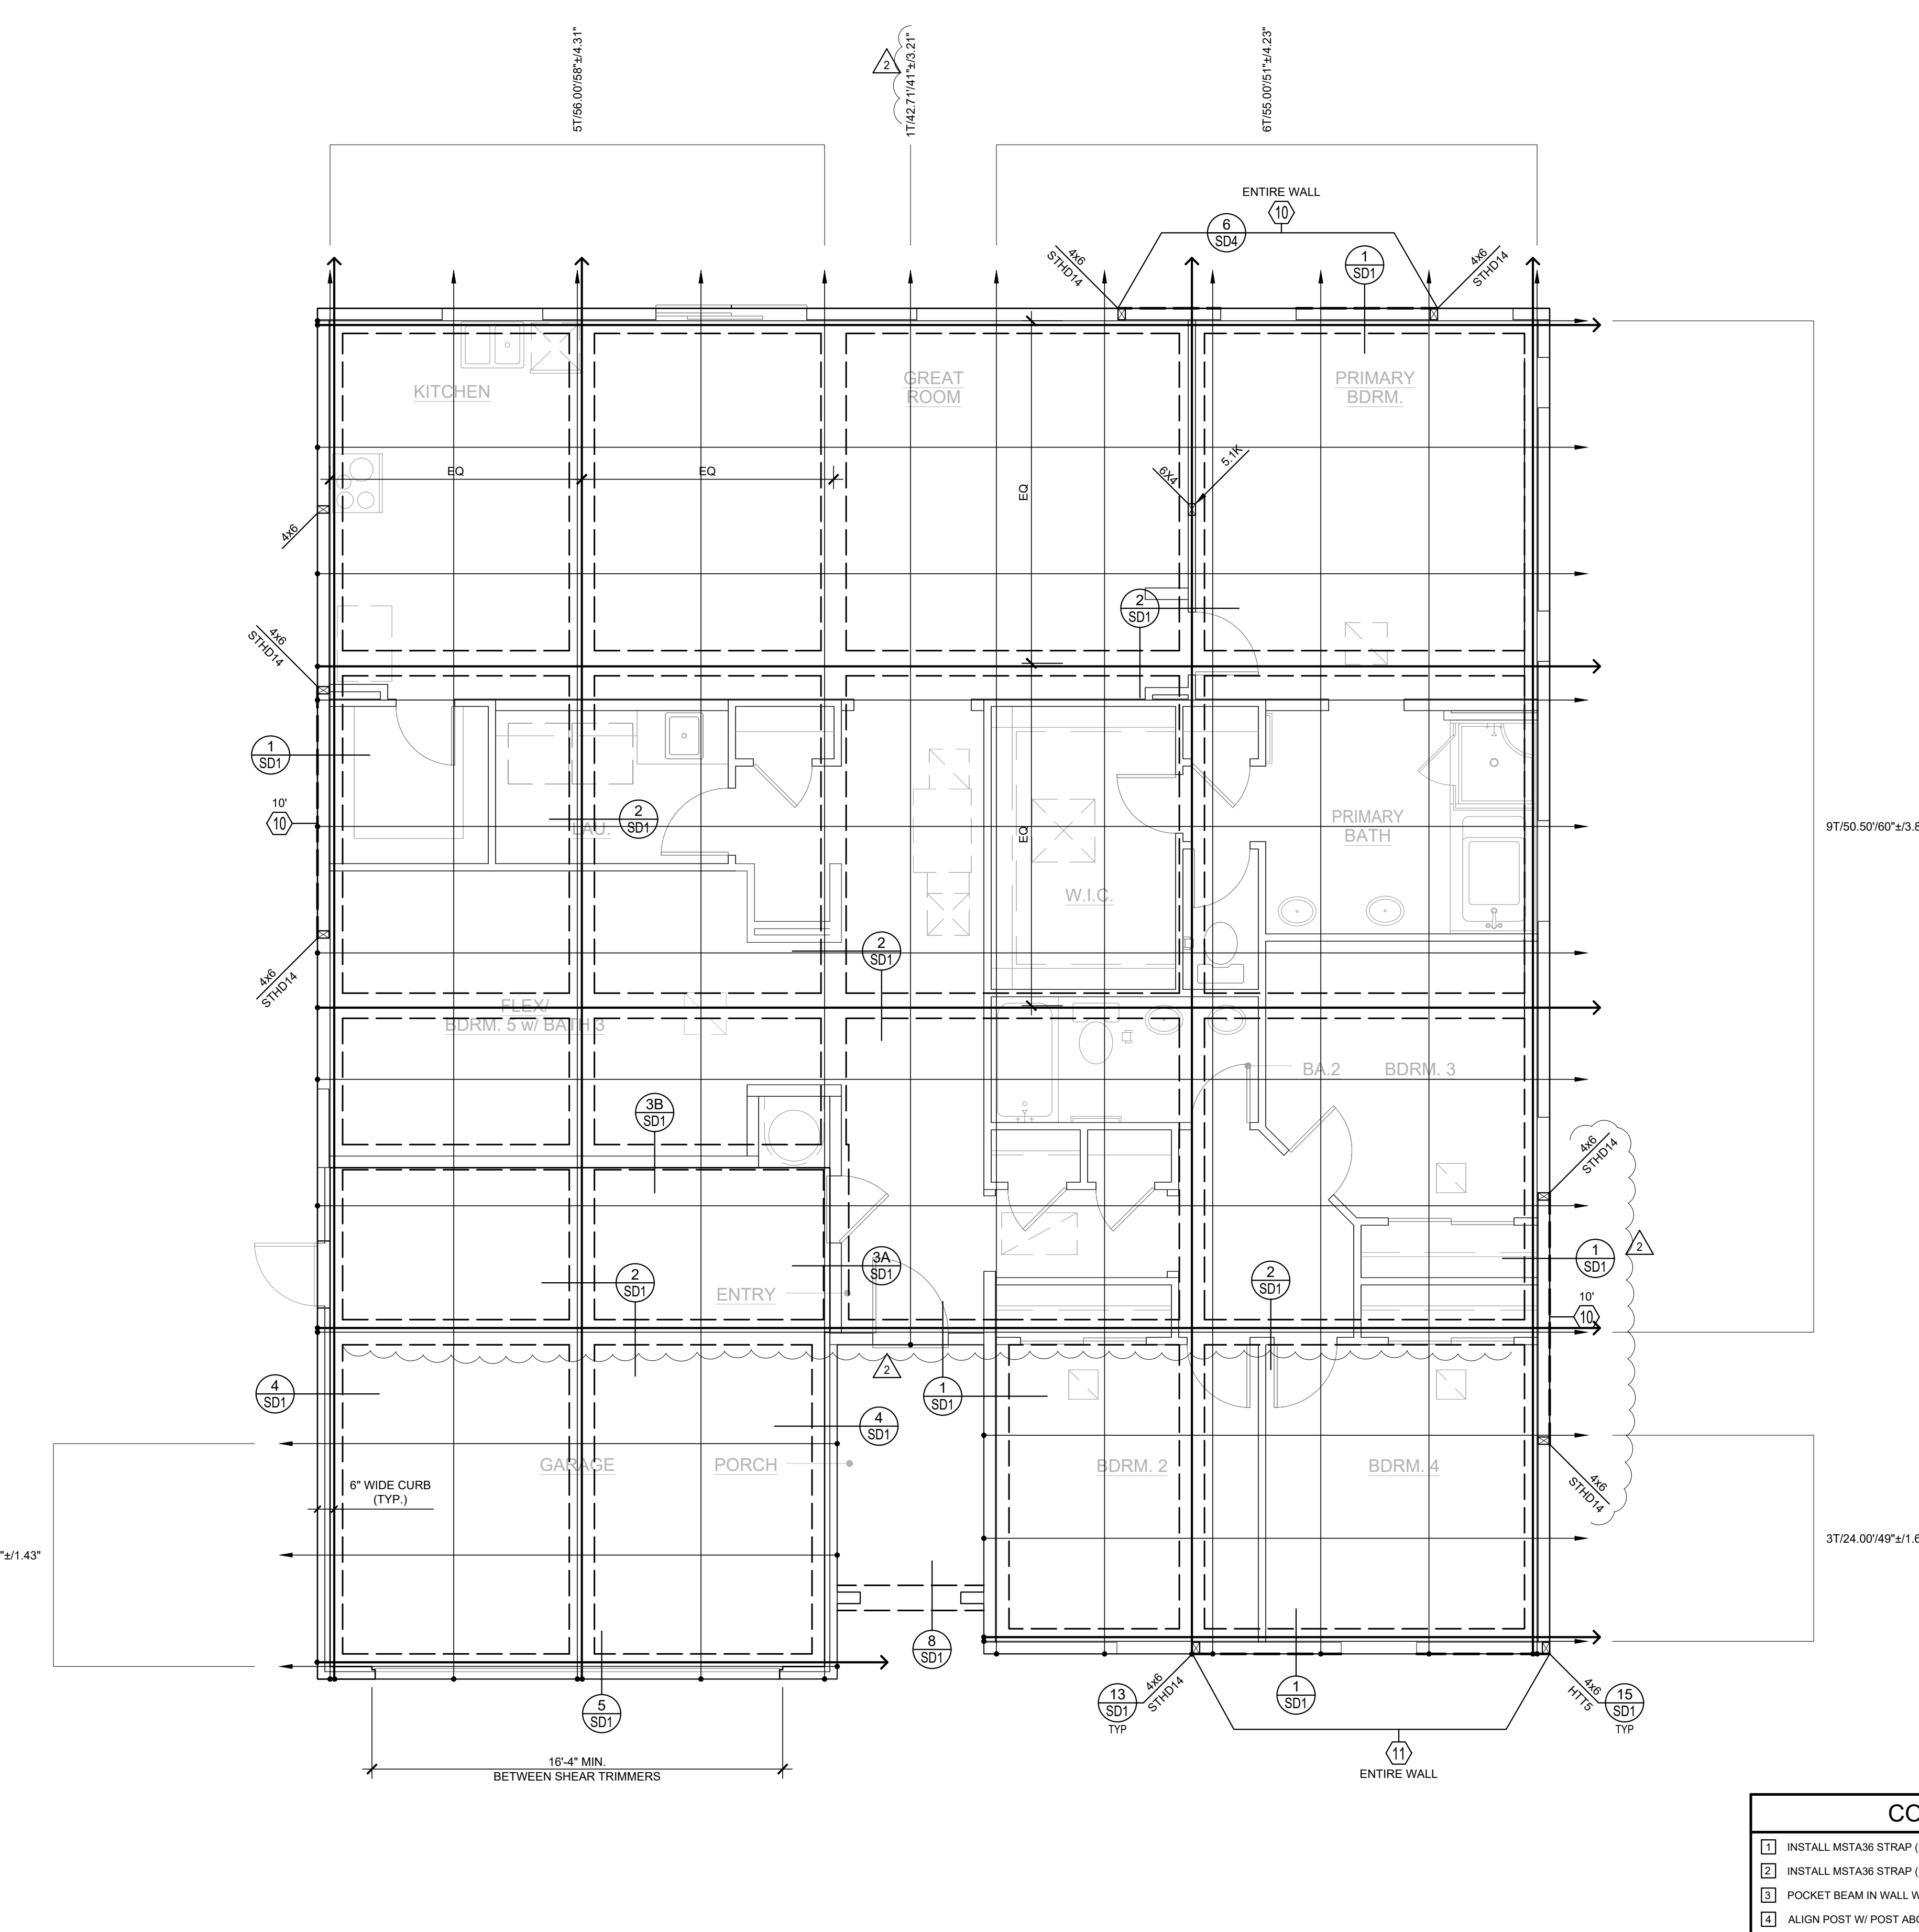 5T/56.00'/58"±/4.31"
2
1T/42.71'/41"±/3.21"
6T/55.00'/51"±/4.23"
ENTIRE WALL
10
6
SD4
1
SD1
4x6
STHD14
4x6
STHD14
KITCHEN
GREAT
ROOM
PRIMARY
BDRM.
EQ
EQ
EQ
6X4
5.1K
4x6
2
SD1
4x6
STHD14
1
SD1
10'
10
LAU.
2
SD1
EQ
PRIMARY
BATH
9T/50.50'/60"±/3.8
W.I.C.
2
SD1
4x6
STHD14
FLEX/
BDRM. 5 w/ BATH 3
BA.2
BDRM. 3
3B
SD1
4x6
STHD14
2
1
SD1
3A
SD1
2
SD1
2
SD1
ENTRY
10'
10
2
4
SD1
1
SD1
4
SD1
GARAGE
PORCH
BDRM. 2
BDRM. 4
6" WIDE CURB
(TYP.)
4x6
STHD14
"±/1.43"
3T/24.00'/49"±/1.6
8
SD1
5
SD1
13
SD1
TYP
4x6
STHD14
1
SD1
4x6
HTT5
15
SD1
TYP
11
ENTIRE WALL
16'-4" MIN.
BETWEEN SHEAR TRIMMERS
1 INSTALL MSTA36 STRAP (
2 INSTALL MSTA36 STRAP (
3 POCKET BEAM IN WALL
4 ALIGN POST W/ POST